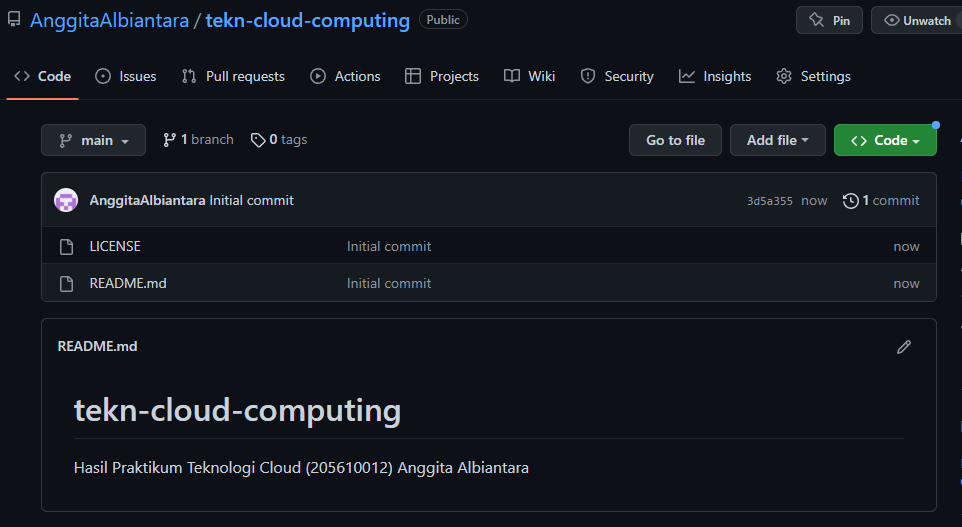 AnggitaAlbiantara / tekn-cloud-computing Public Pin Unwatch
Code Issues Pull requests Actions Projects Wiki Security Insights Settings
main 1 branch 0 tags Go to file Add file Code
AnggitaAlbiantara Initial commit 3d5a355 now 1 commit
LICENSE Initial commit now
README.md Initial commit now
README.md
tekn-cloud-computing
Hasil Praktikum Teknologi Cloud (205610012) Anggita Albiantara